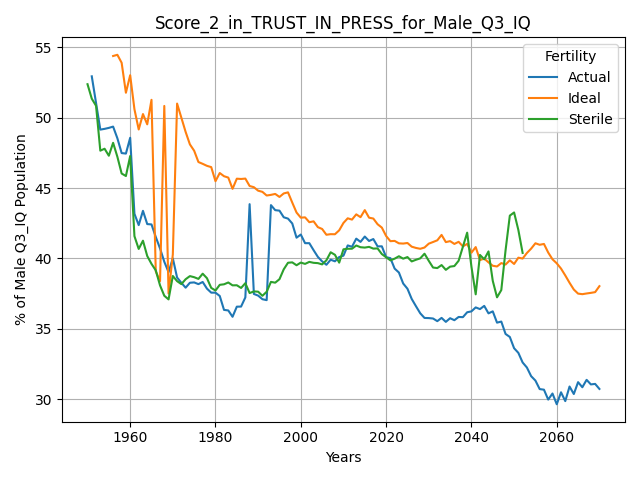 Score_2_in_TRUST_IN_PRESS_for_Male_Q3_IQ
% of Male Q3_IQ Population
55
50
45
40
35
30
Fertility
Actual
Ideal
Sterile
1960
1980
2000
2020
2040
2060
Years